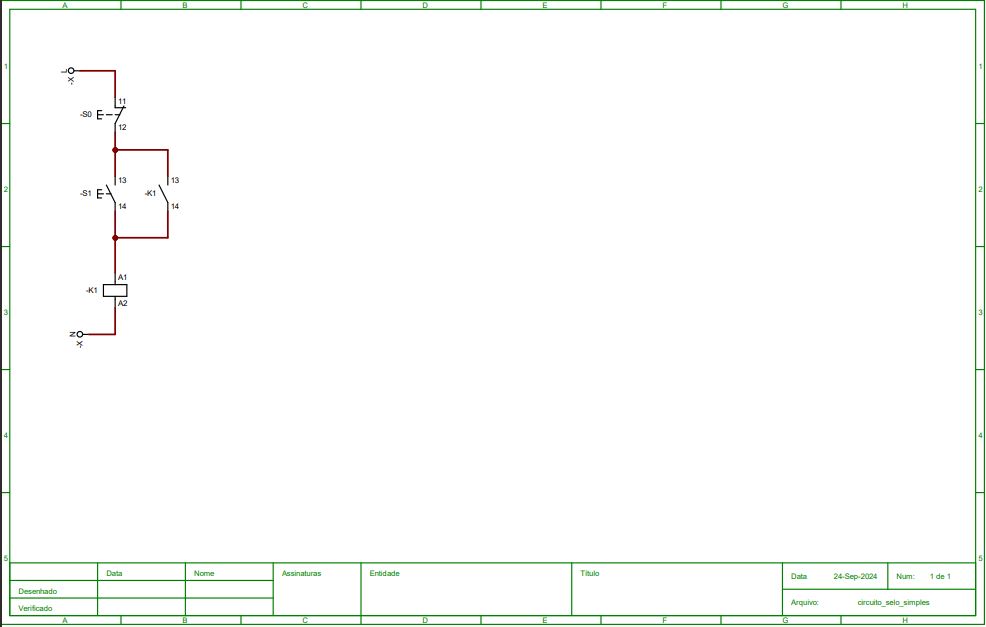 A B C D E F G H
1 1
L
-X
11
-S0
12
2 2
13 13
-S1 -K1
14 14
A1
-K1
A2
3 3
N
-X
4 4
5 5
Data Nome Assinaturas Entidade Título
Data 24-Sep-2024 Num: 1 de 1
Desenhado
Arquivo: circuito_selo_simples
Verificado
A B C D E F G H